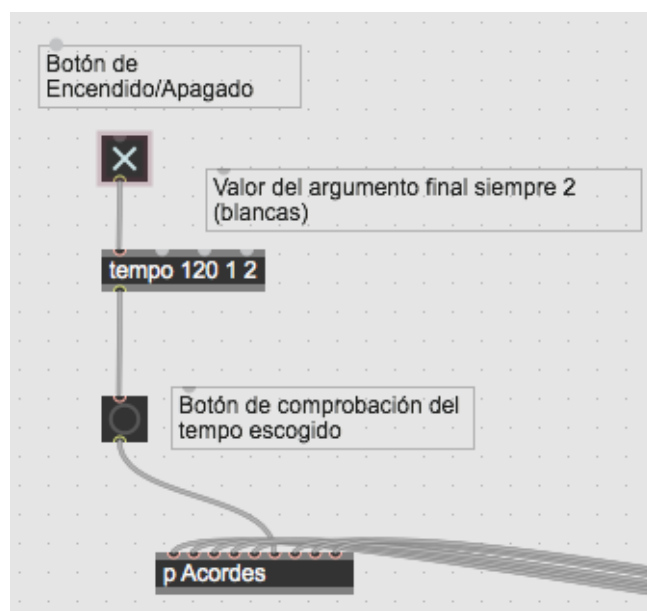 Botón de
Encendido/Apagado
Valor del argumento final siempre 2
(blancas)
tempo 120 1 2
Botón de comprobación del
tempo escogido
p Acordes